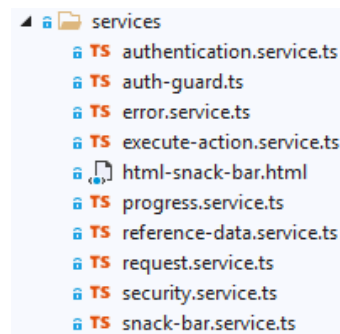 services
TS authentication.service.ts
TS auth-guard.ts
TS error.service.ts
TS execute-action.service.ts
html-snack-bar.html
TS progress.service.ts
TS reference-data.service.ts
TS request.service.ts
TS security.service.ts
TS snack-bar.service.ts